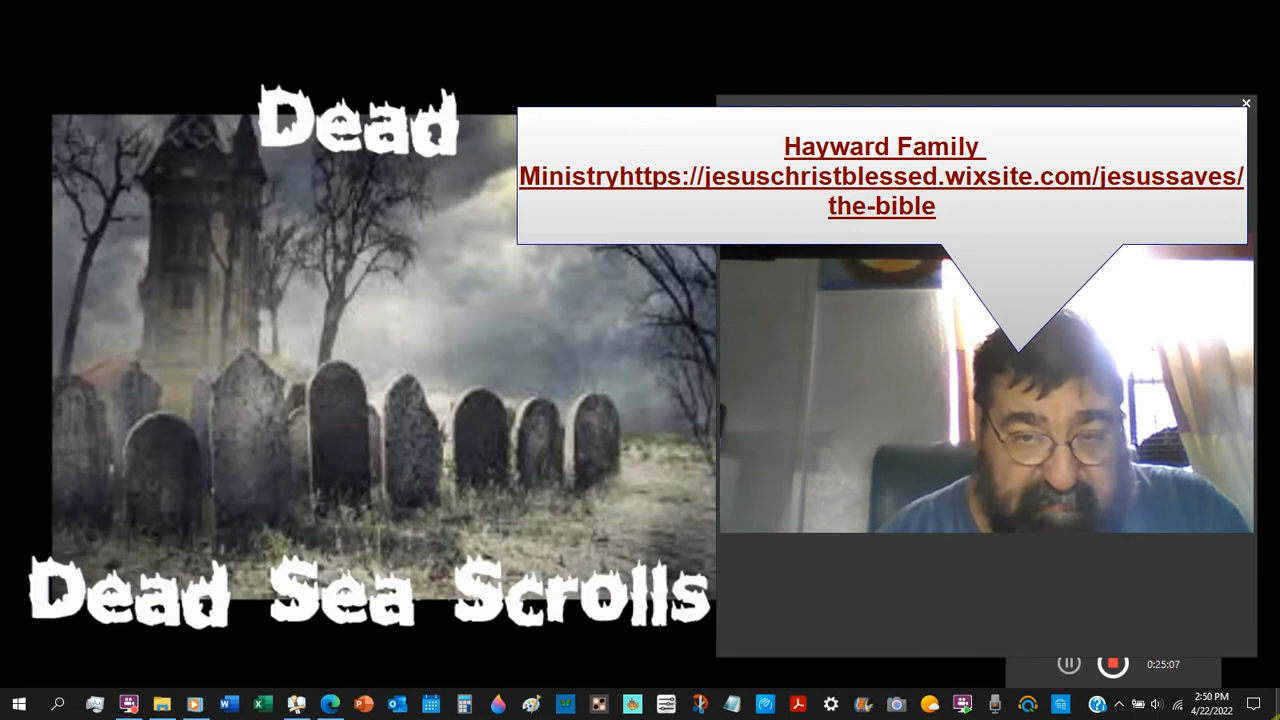 Dead
Hayward Family
Ministryhttps://jesuschristblessed.wixsite.com/jesussaves/
the-bible
Dead Sea Scrolls
0:25:07
2:50 PM
4/22/2022